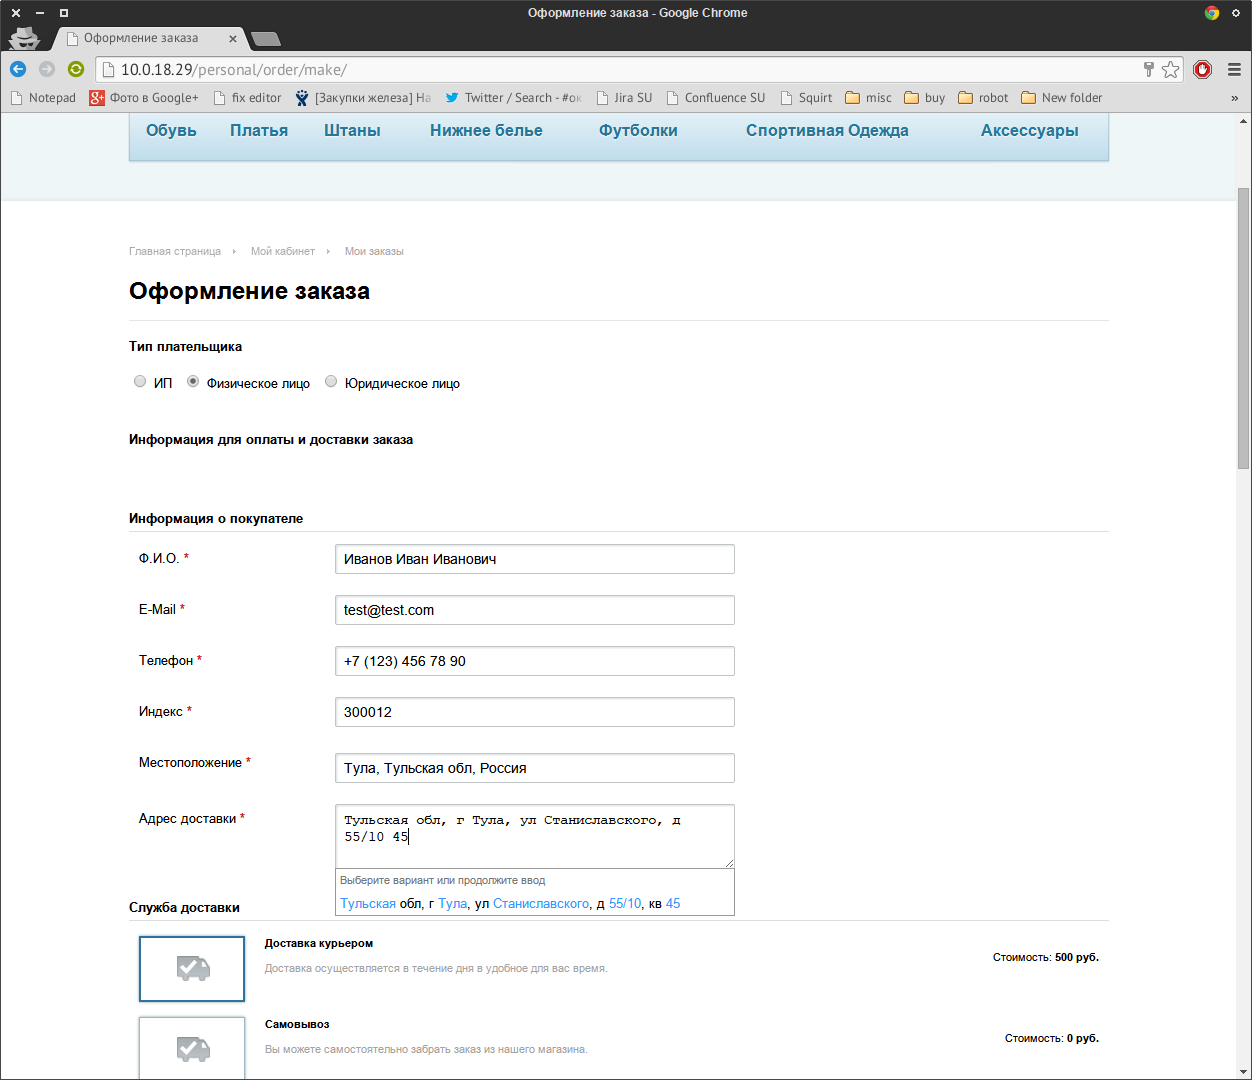 Оформление заказа - Google Chrome
Оформление заказа
10.0.18.29/personal/order/make/
Notepad Фото в Google+ fix editor [Закупки железа] На Twitter / Search - #ок Jira SU Confluence SU Squirt misc buy robot New folder »
Обувь Платья Штаны Нижнее белье Футболки Спортивная Одежда Аксессуары
Главная страница Мой кабинет Мои заказы
Оформление заказа
Тип плательщика
ИП Физическое лицо Юридическое лицо
Информация для оплаты и доставки заказа
Информация о покупателе
Ф.И.О. * Иванов Иван Иванович
E-Mail * test@test.com
Телефон * +7 (123) 456 78 90
Индекс * 300012
Местоположение * Тула, Тульская обл, Россия
Адрес доставки * Тульская обл, г Тула, ул Станиславского, д
55/10 45
Выберите вариант или продолжите ввод
Тульская обл, г Тула, ул Станиславского, д 55/10, кв 45
Служба доставки
Доставка курьером
Стоимость: 500 руб.
Доставка осуществляется в течение дня в удобное для вас время.
Самовывоз
Стоимость: 0 руб.
Вы можете самостоятельно забрать заказ из нашего магазина.